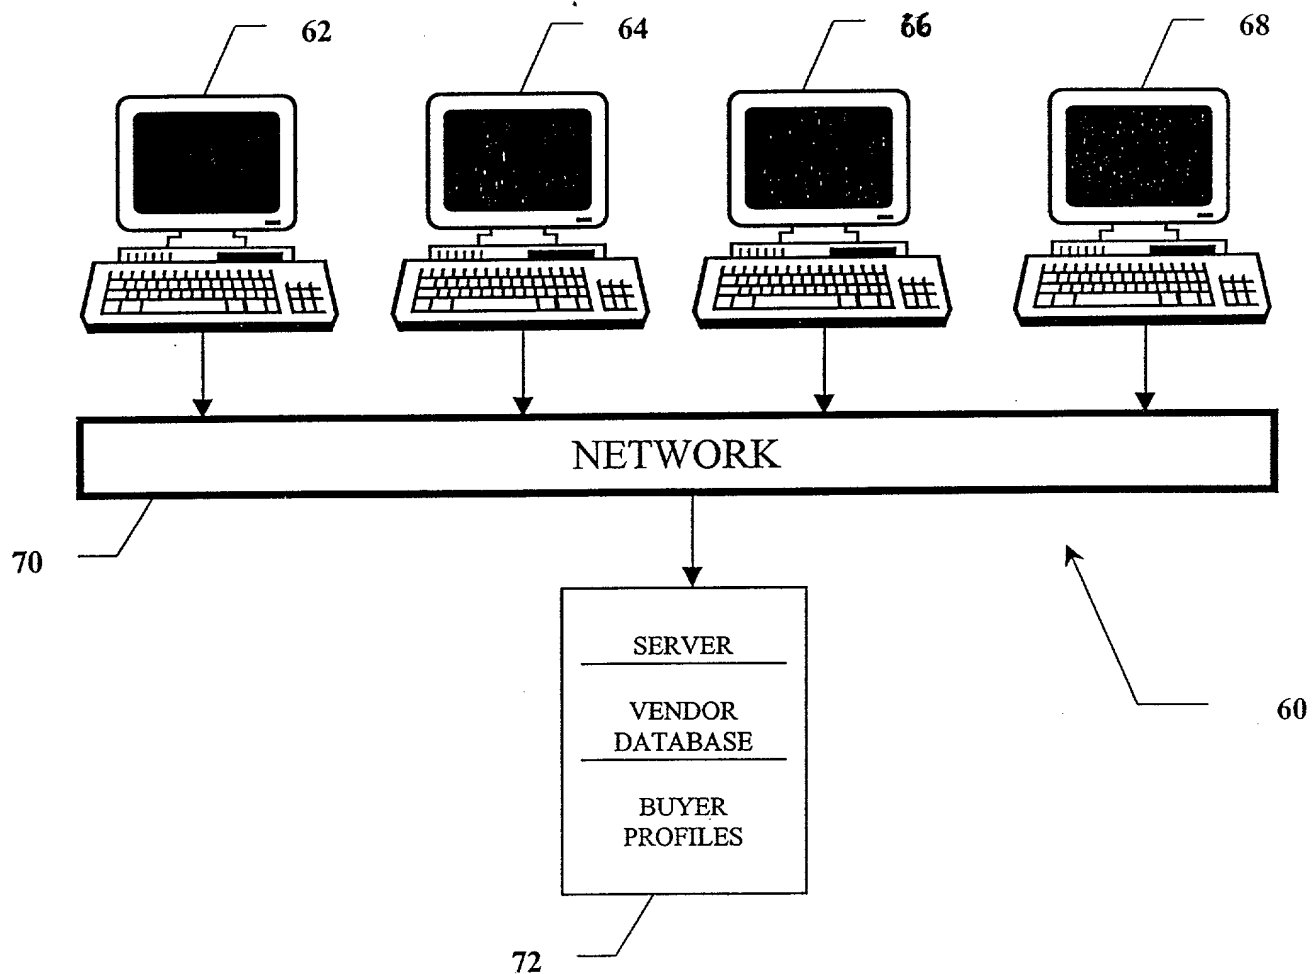 62
64
66
68
NETWORK
70
SERVER
VENDOR
DATABASE
60
BUYER
PROFILES
72